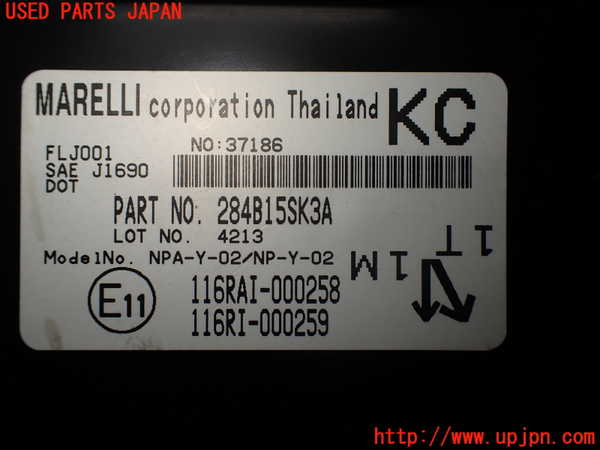 USED PARTS JAPAN
MARELLI corporation Thailand KC
FLJ001 NO:37186
SAE J1690
DOT
PART NO. 284B15SK3A
LOT NO. 4213
ModelNo. NPA-Y-02/NP-Y-02
1M 1T
E11
116RAI-000258
116RI-000259
http://www.upjpn.com/